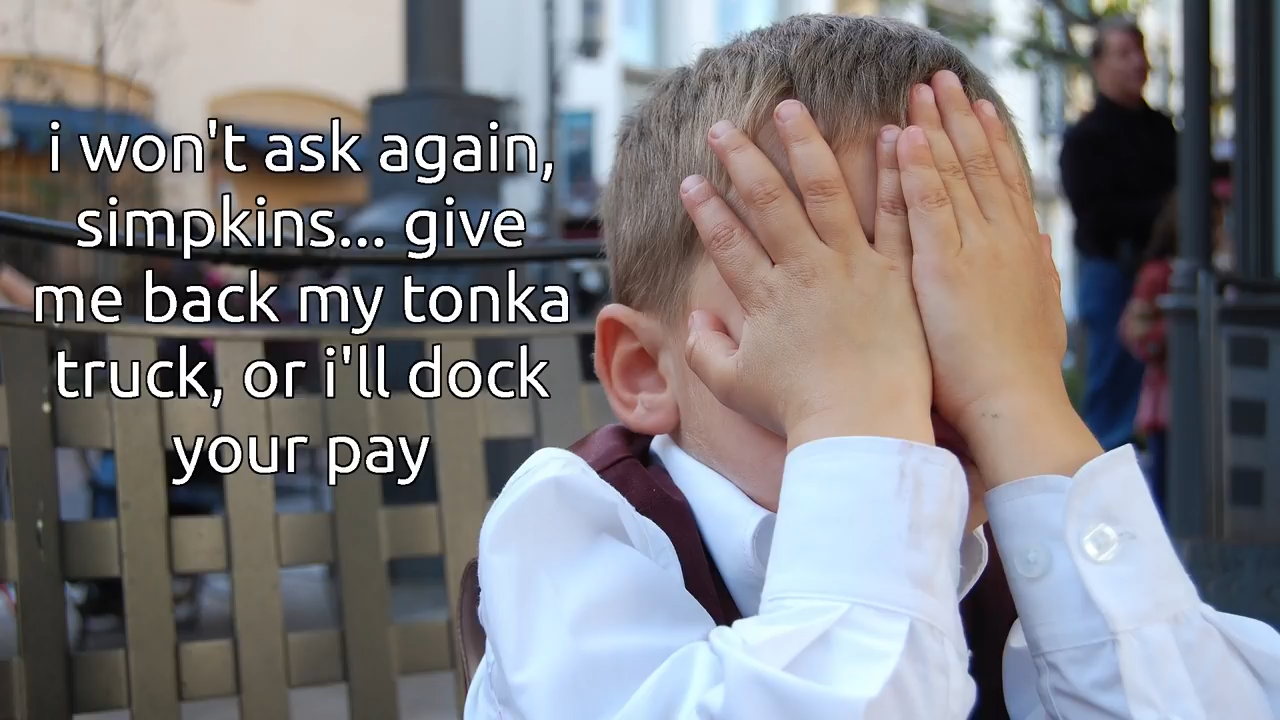 i won't ask again,
simpkins... give
me back my tonka
truck, or i'll dock
your pay